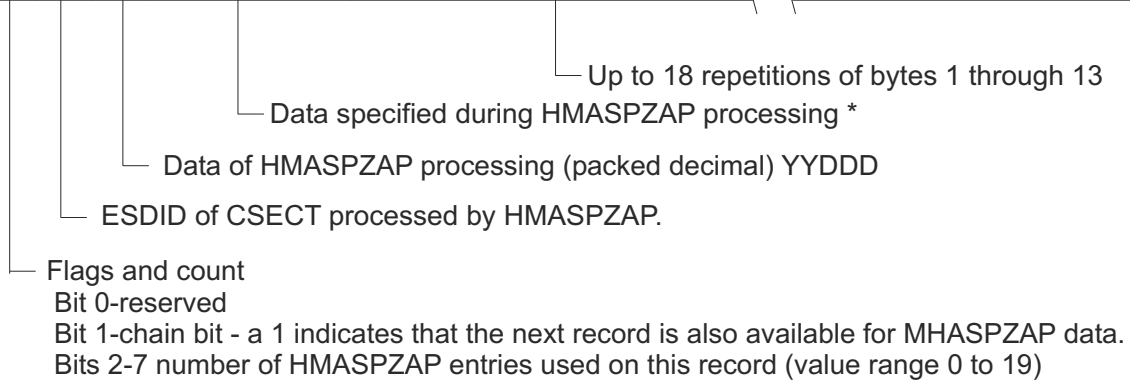 Up to 18 repetitions of bytes 1 through 13
Data specified during HMASPZAP processing *
Data of HMASPZAP processing (packed decimal) YYDDD
ESDID of CSECT processed by HMASPZAP.
Flags and count
Bit 0-reserved
Bit 1-chain bit - a 1 indicates that the next record is also available for MHASPZAP data.
Bits 2-7 number of HMASPZAP entries used on this record (value range 0 to 19)